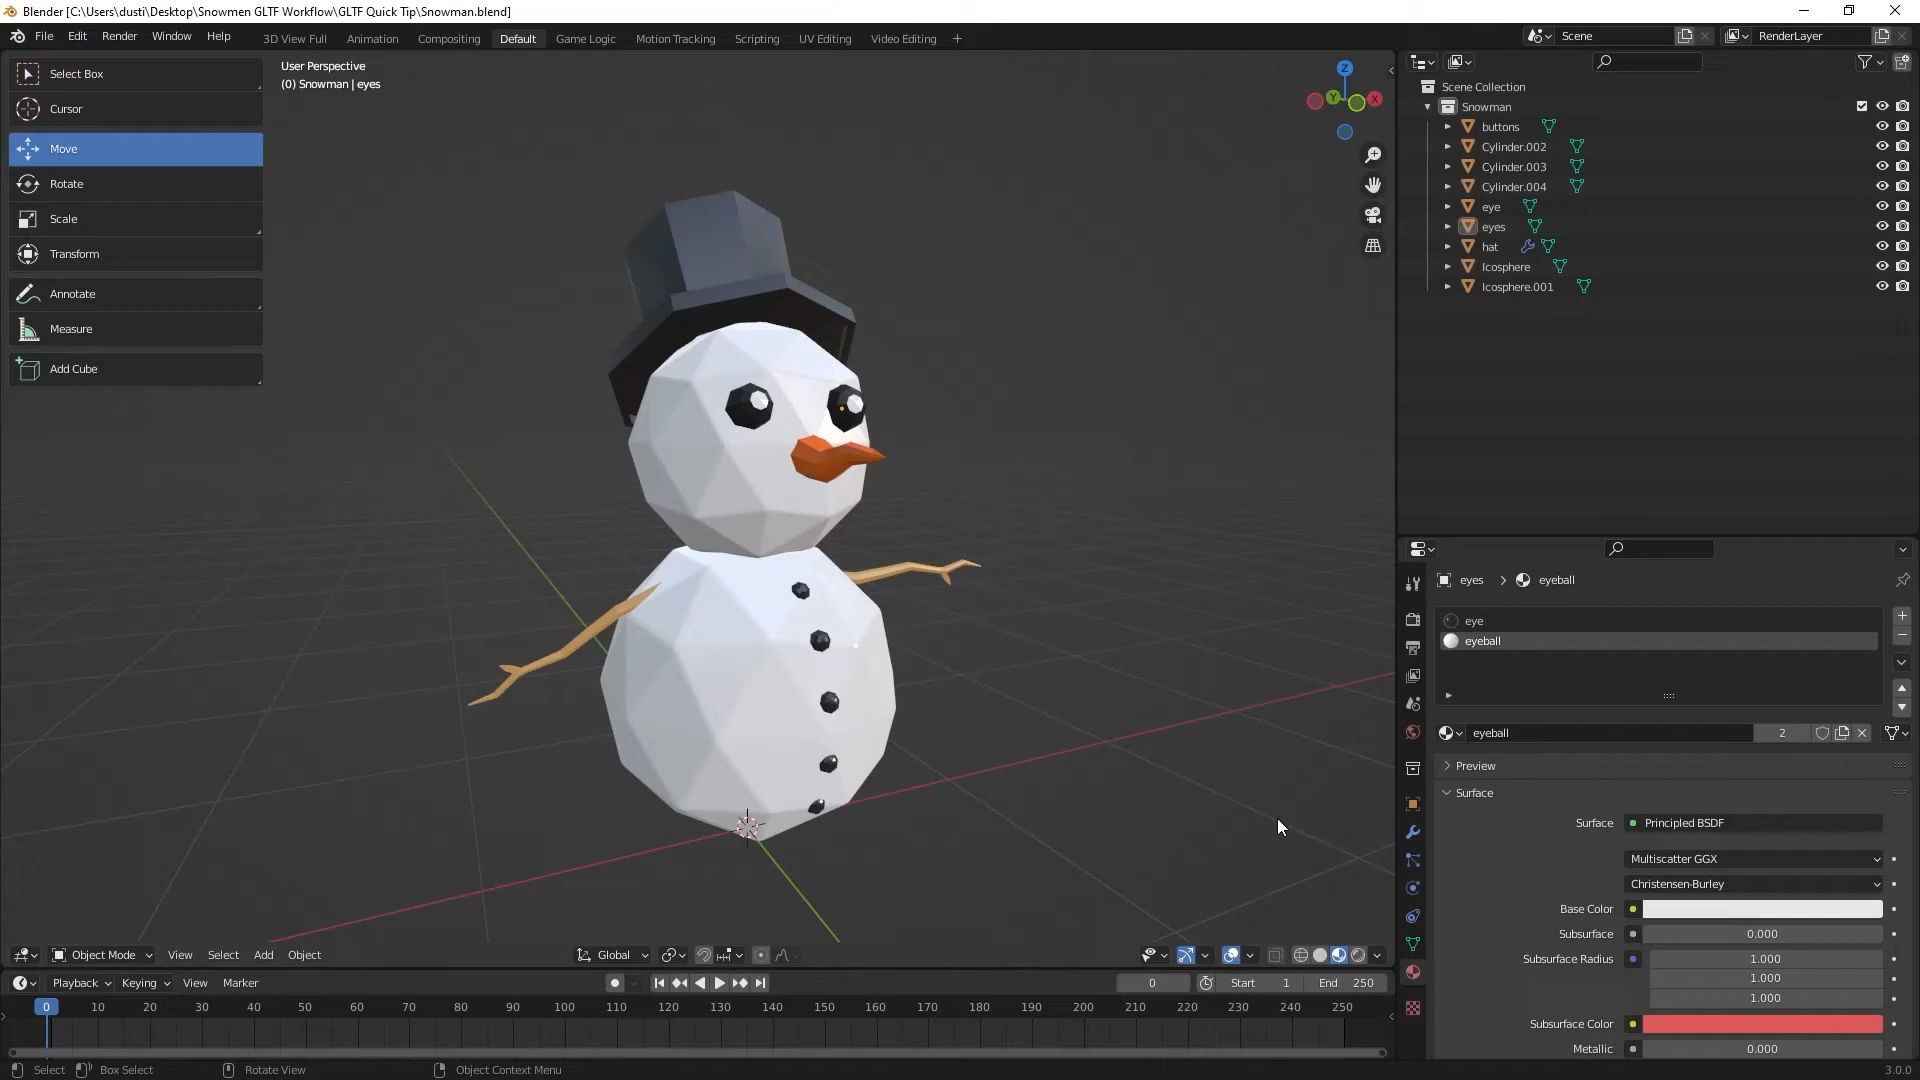 Blender [C:\Users\dusti\Desktop\Snowmen GLTF Workflow\GLTF Quick Tip\Snowman.blend]
File Edit Render Window Help 3D View Full Animation Compositing Default Game Logic Motion Tracking Scripting UV Editing Video Editing + Scene RenderLayer
Select Box
Cursor
Move
Rotate
Scale
Transform
Annotate
Measure
Add Cube
User Perspective
(0) Snowman | eyes
Z
Y
X
Scene Collection
Snowman
buttons
Cylinder.002
Cylinder.003
Cylinder.004
eye
eyes
hat
Icosphere
Icosphere.001
eyes > eyeball
eye
eyeball
eyeball 2
Preview
Surface
Surface Principled BSDF
Multiscatter GGX
Christensen-Burley
Base Color
Subsurface 0.000
Subsurface Radius 1.000
1.000
1.000
Subsurface Color
Metallic 0.000
Object Mode View Select Add Object Global
Playback Keying View Marker 0 Start 1 End 250
0 10 20 30 40 50 60 70 80 90 100 110 120 130 140 150 160 170 180 190 200 210 220 230 240 250
Select Box Select Rotate View Object Context Menu 3.0.0